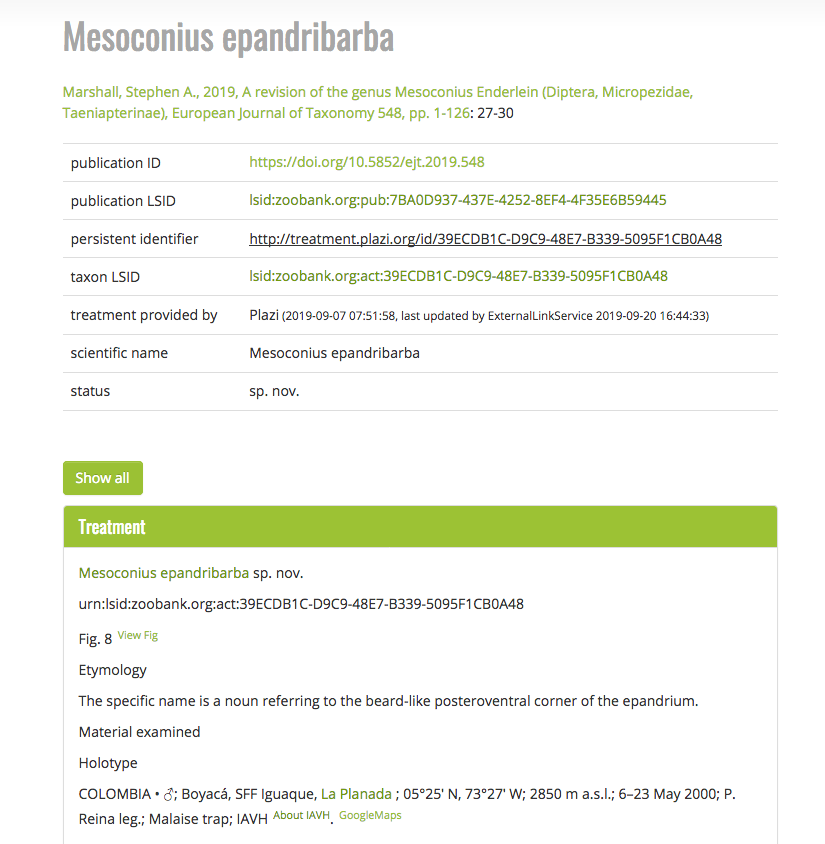 Mesoconius epandribarba
Marshall, Stephen A., 2019, A revision of the genus Mesoconius Enderlein (Diptera, Micropezidae,
Taeniapterinae), European Journal of Taxonomy 548, pp. 1-126: 27-30
publication ID https://doi.org/10.5852/ejt.2019.548
publication LSID lsid:zoobank.org:pub:7BA0D937-437E-4252-8EF4-4F35E6B59445
persistent identifier http://treatment.plazi.org/id/39ECDB1C-D9C9-48E7-B339-5095F1CB0A48
taxon LSID lsid:zoobank.org:act:39ECDB1C-D9C9-48E7-B339-5095F1CB0A48
treatment provided by Plazi (2019-09-07 07:51:58, last updated by ExternalLinkService 2019-09-20 16:44:33)
scientific name Mesoconius epandribarba
status sp. nov.
Show all
Treatment
Mesoconius epandribarba sp. nov.
urn:lsid:zoobank.org:act:39ECDB1C-D9C9-48E7-B339-5095F1CB0A48
Fig. 8 View Fig
Etymology
The specific name is a noun referring to the beard-like posteroventral corner of the epandrium.
Material examined
Holotype
COLOMBIA • ♂; Boyacá, SFF Iguaque, La Planada ; 05°25' N, 73°27' W; 2850 m a.s.l.; 6–23 May 2000; P.
Reina leg.; Malaise trap; IAVH About IAVH. GoogleMaps